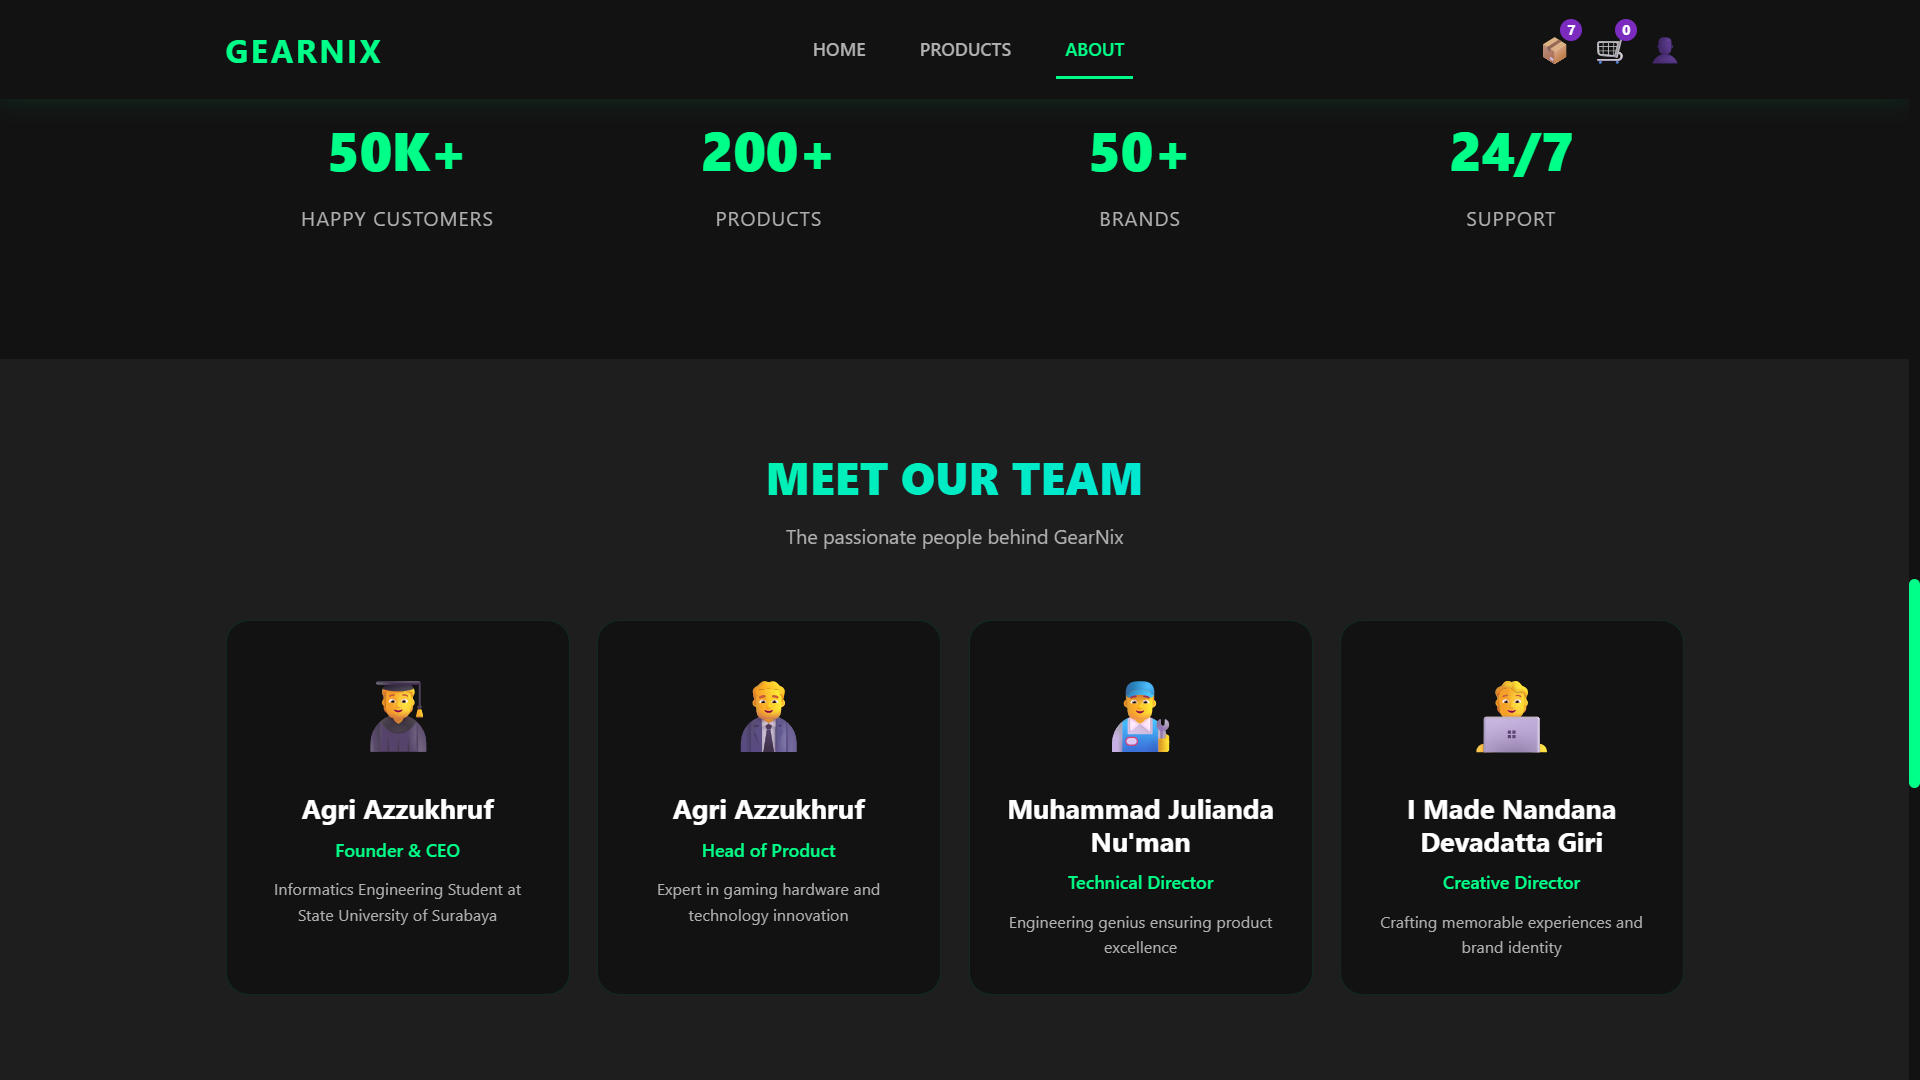 GEARNIX
HOME
PRODUCTS
ABOUT
7
0
50K+
200+
50+
24/7
HAPPY CUSTOMERS
PRODUCTS
BRANDS
SUPPORT
MEET OUR TEAM
The passionate people behind GearNix
Agri Azzukhruf
Founder & CEO
Informatics Engineering Student at
State University of Surabaya
Agri Azzukhruf
Head of Product
Expert in gaming hardware and
technology innovation
Muhammad Julianda
Nu'man
Technical Director
Engineering genius ensuring product
excellence
I Made Nandana
Devadatta Giri
Creative Director
Crafting memorable experiences and
brand identity